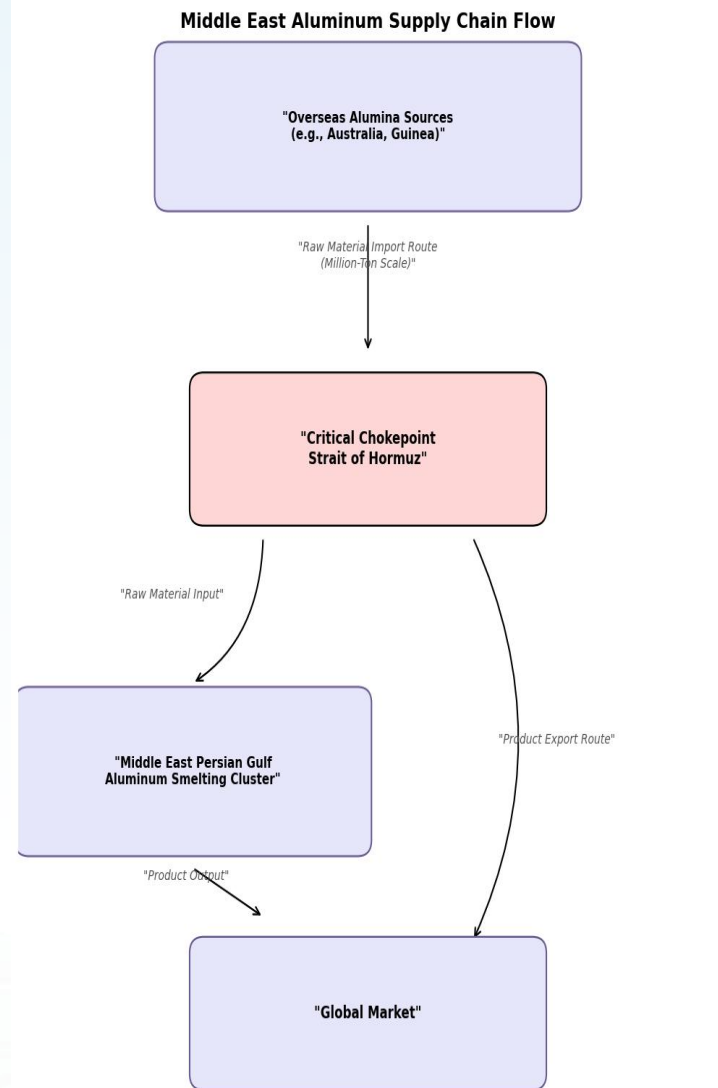 Middle East Aluminum Supply Chain Flow
"Overseas Alumina Sources
(e.g., Australia, Guinea)"
"Raw Material Import Route
(Million-Ton Scale)"
"Critical Chokepoint
Strait of Hormuz"
"Raw Material Input"
"Product Export Route"
"Middle East Persian Gulf
Aluminum Smelting Cluster"
"Product Output"
"Global Market"